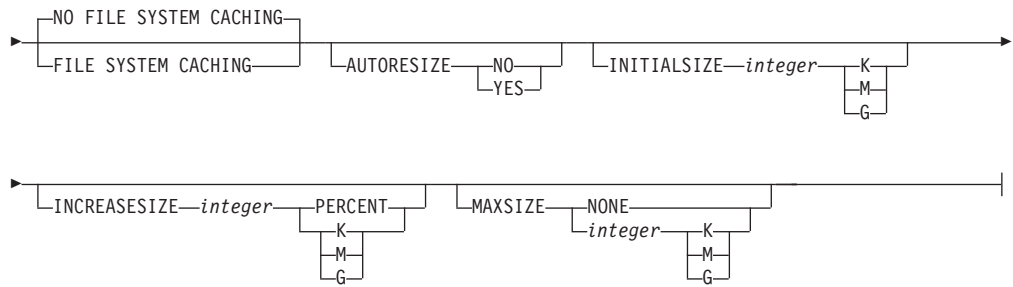 NO FILE SYSTEM CACHING
FILE SYSTEM CACHING
AUTORESIZE NO
YES
INITIALSIZE integer K
M
G
INCREASESIZE integer PERCENT
K
M
G
MAXSIZE NONE
integer K
M
G